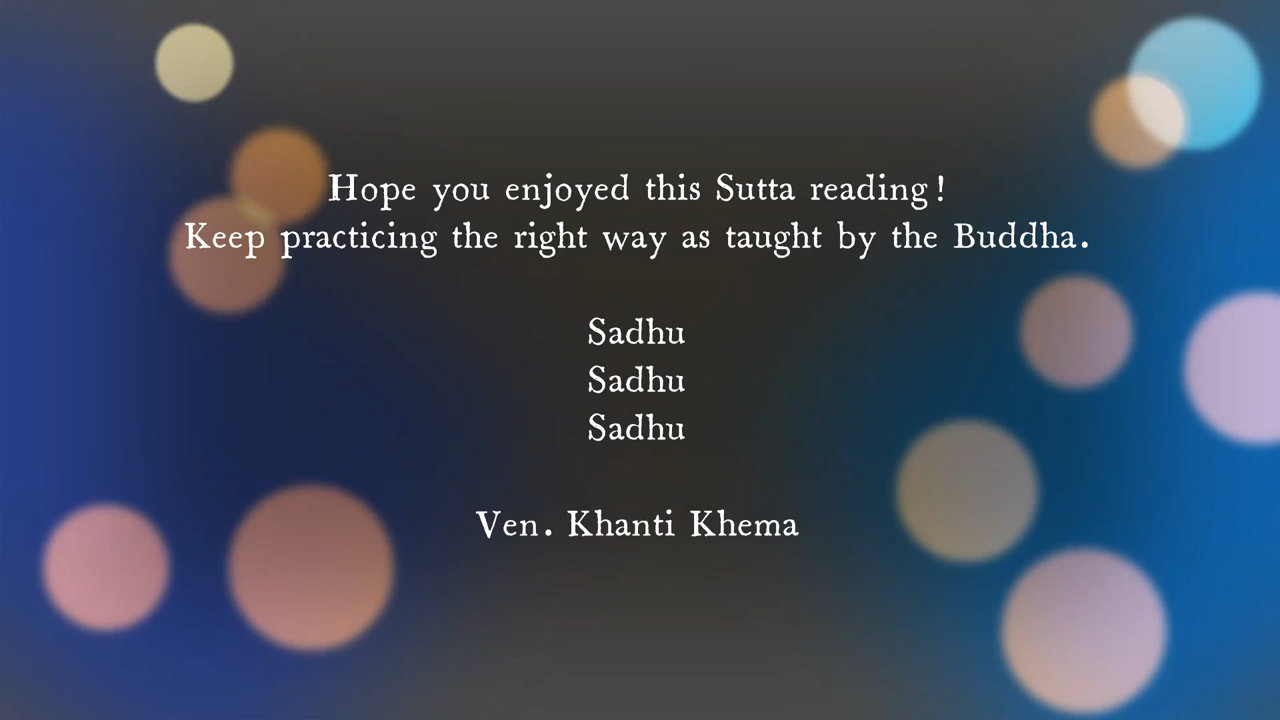 Hope you enjoyed this Sutta reading!
Keep practicing the right way as taught by the Buddha.
Sadhu
Sadhu
Sadhu
Ven. Khanti Khema